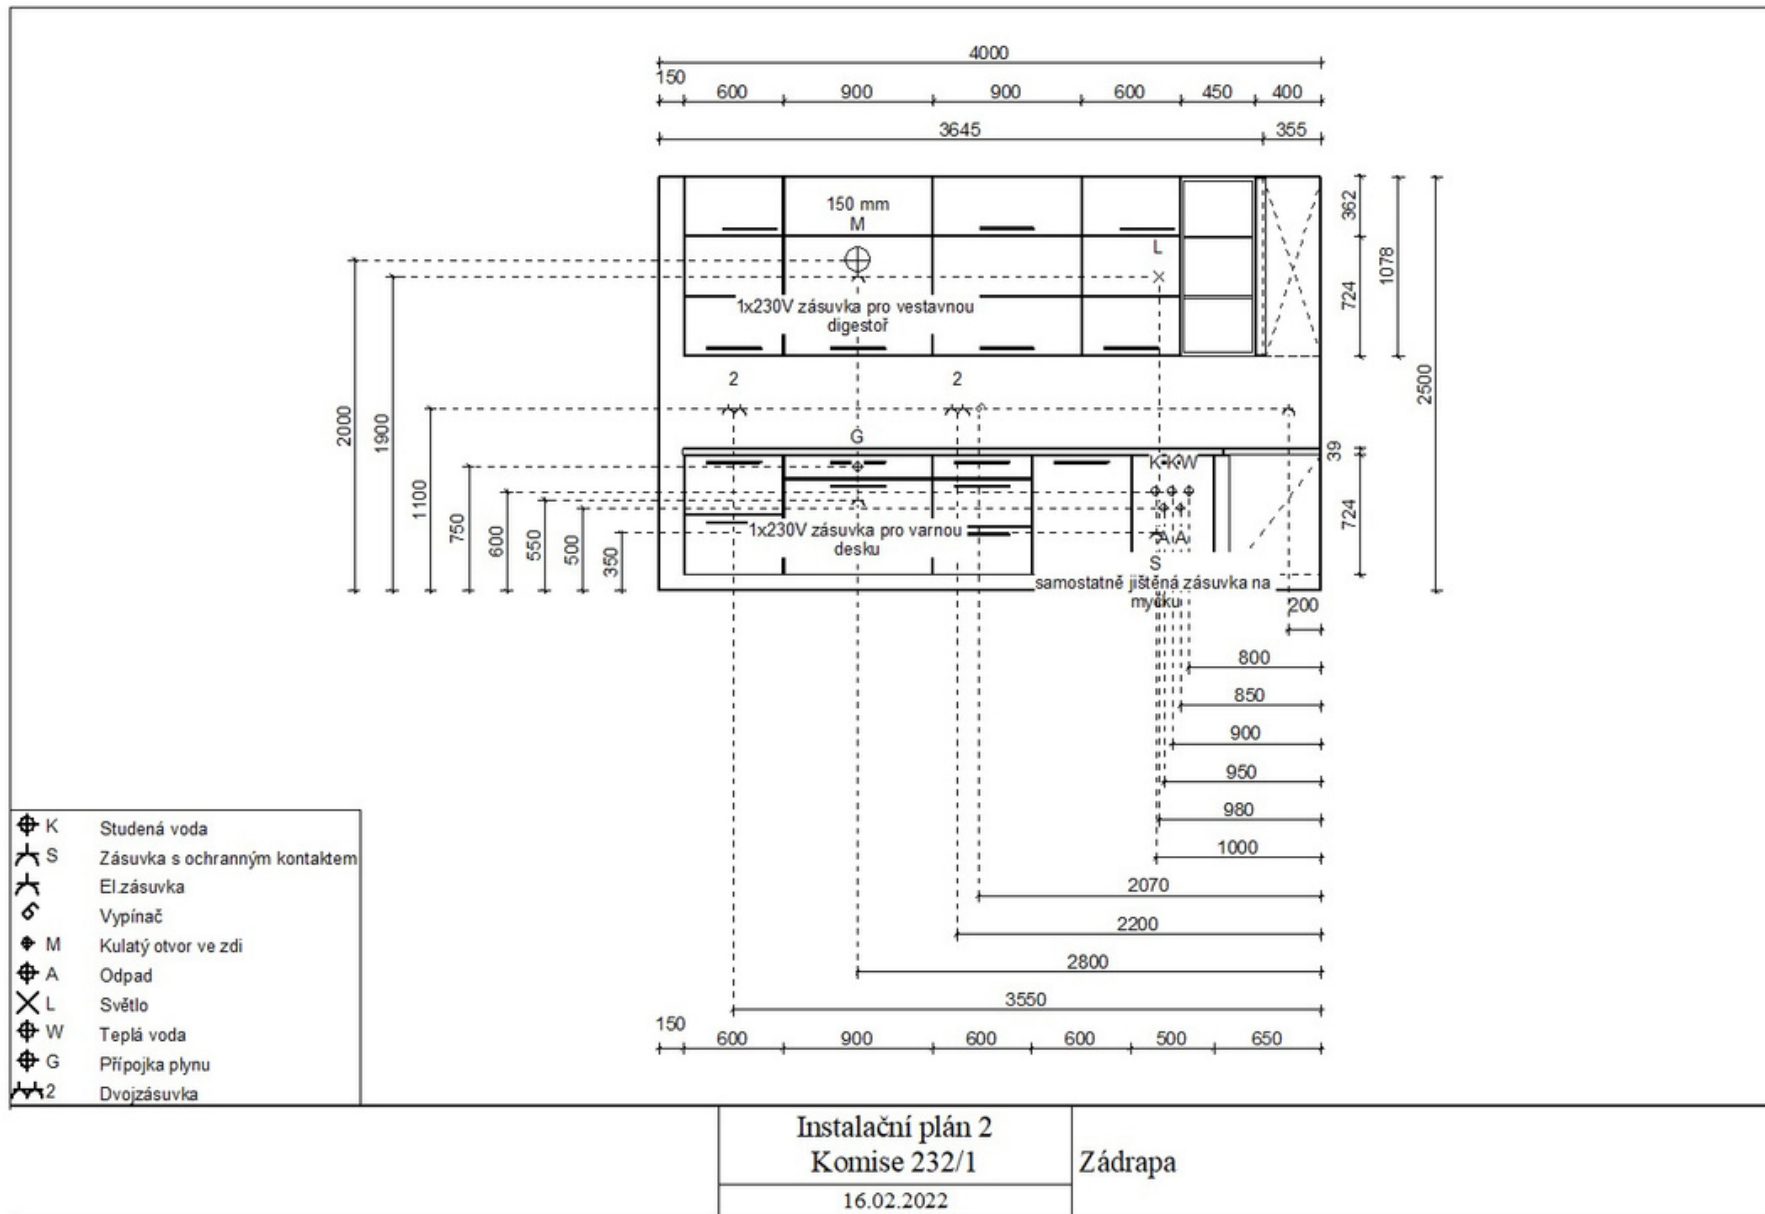 4000
150
600 900 900 600 450 400
3645 355
150 mm
M
L
362
724
1078
2500
1x230V zásuvka pro vestavnou
digestoř
2 2
2000
1900
1100
750
600
550
500
350
G
39
724
K K W
1x230V zásuvka pro varnou
desku
A A
S
samostatně jištěná zásuvka na
myčku
200
800
850
900
950
980
1000
2070
2200
2800
3550
150
600 900 600 600 500 650
K Studená voda
S Zásuvka s ochranným kontaktem
El.zásuvka
Vypínač
M Kulatý otvor ve zdi
A Odpad
L Světlo
W Teplá voda
G Přípojka plynu
2 Dvojzásuvka
Instalační plán 2
Komise 232/1
Zádrapa
16.02.2022